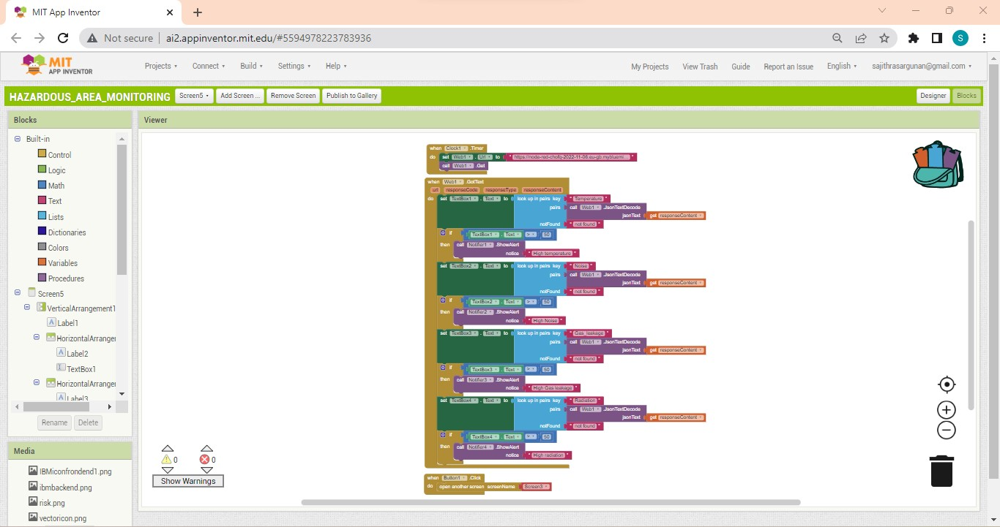 MIT App Inventor
Not secure ai2.appinventor.mit.edu/#5594978223783936 S
MIT APP INVENTOR Projects Connect Build Settings Help My Projects View Trash Guide Report an Issue English sajithrasargunan@gmail.com
HAZARDOUS_AREA_MONITORING Screen5 Add Screen ... Remove Screen Publish to Gallery Designer Blocks
Blocks
Built-in
Control
Logic
Math
Text
Lists
Dictionaries
Colors
Variables
Procedures
Screen5
VerticalArrangement1
Label1
HorizontalArranger
Label2
TextBox1
HorizontalArranger
Label3
Rename Delete
Media
IBMiconfrondend1.png
ibmbackend.png
risk.png
vectoricon.png
Viewer
when Clock1 .Timer
do set Web1 . Url to " https://node-red-chofq-2022-11-06.eu-gb.mybluemi... "
call Web1 .Get
when Web1 .GotText
url responseCode responseType responseContent
do set TextBox1 . Text to look up in pairs key " Temperature "
pairs call Web1 .JsonTextDecode
jsonText get responseContent
notFound " not found "
if TextBox1 . Text > 50
then call Notifier1 .ShowAlert
notice " High temperature "
set TextBox2 . Text to look up in pairs key " Noise "
pairs call Web1 .JsonTextDecode
jsonText get responseContent
notFound " not found "
if TextBox2 . Text > 50
then call Notifier2 .ShowAlert
notice " High Noise "
set TextBox3 . Text to look up in pairs key " Gas_leakage "
pairs call Web1 .JsonTextDecode
jsonText get responseContent
notFound " not found "
if TextBox3 . Text > 50
then call Notifier3 .ShowAlert
notice " High Gas leakage "
set TextBox4 . Text to look up in pairs key " Radiation "
pairs call Web1 .JsonTextDecode
jsonText get responseContent
notFound " not found "
if TextBox4 . Text > 50
then call Notifier4 .ShowAlert
notice " High radiation "
when Button1 .Click
do open another screen screenName Screen3
0 0
Show Warnings